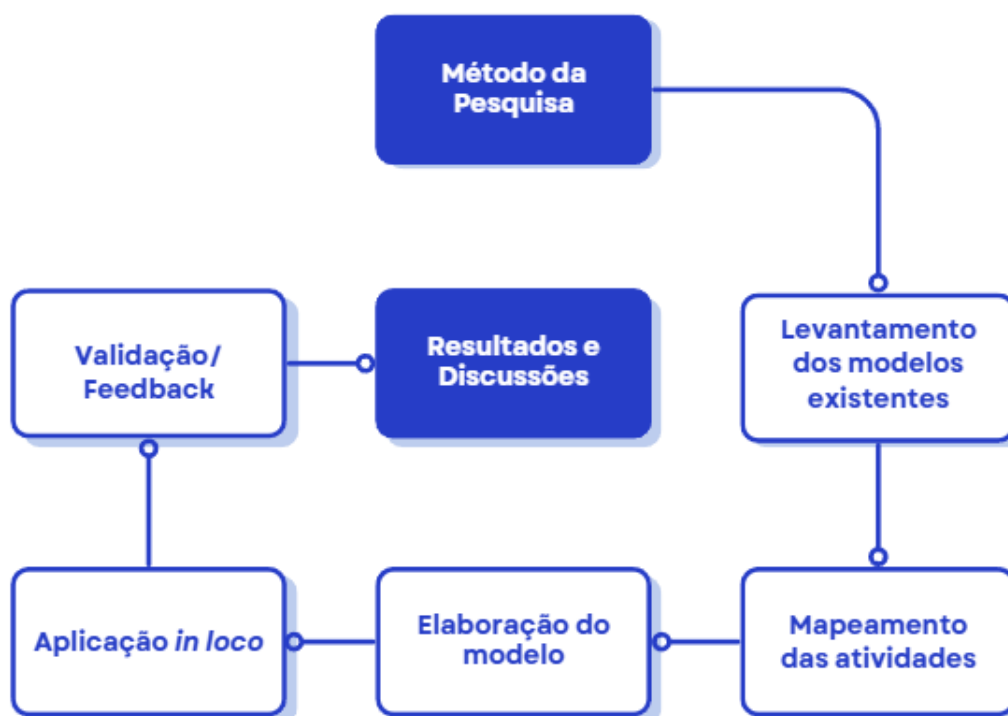 Método da
Pesquisa
Levantamento
dos modelos
existentes
Mapeamento
das atividades
Elaboração do
modelo
Aplicação in loco
Validação/
Feedback
Resultados e
Discussões